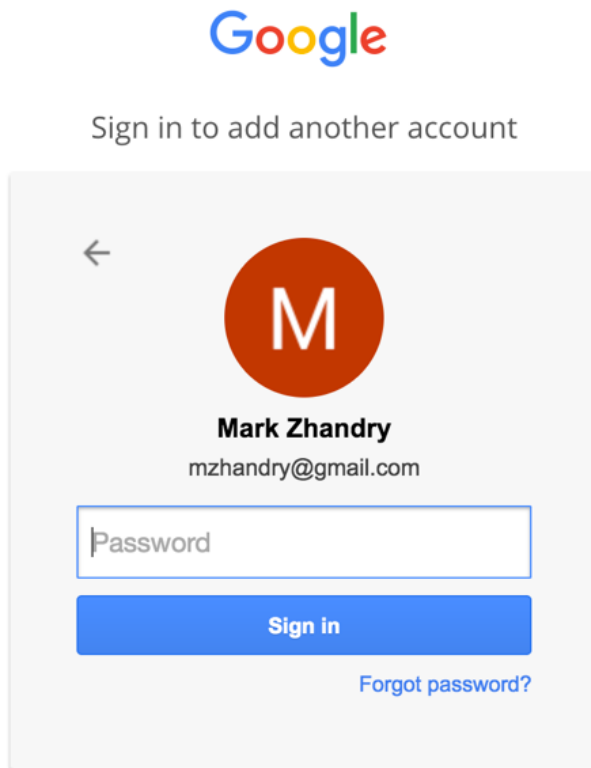 Google
Sign in to add another account
M
Mark Zhandry
mzhandry@gmail.com
Password
Sign in
Forgot password?